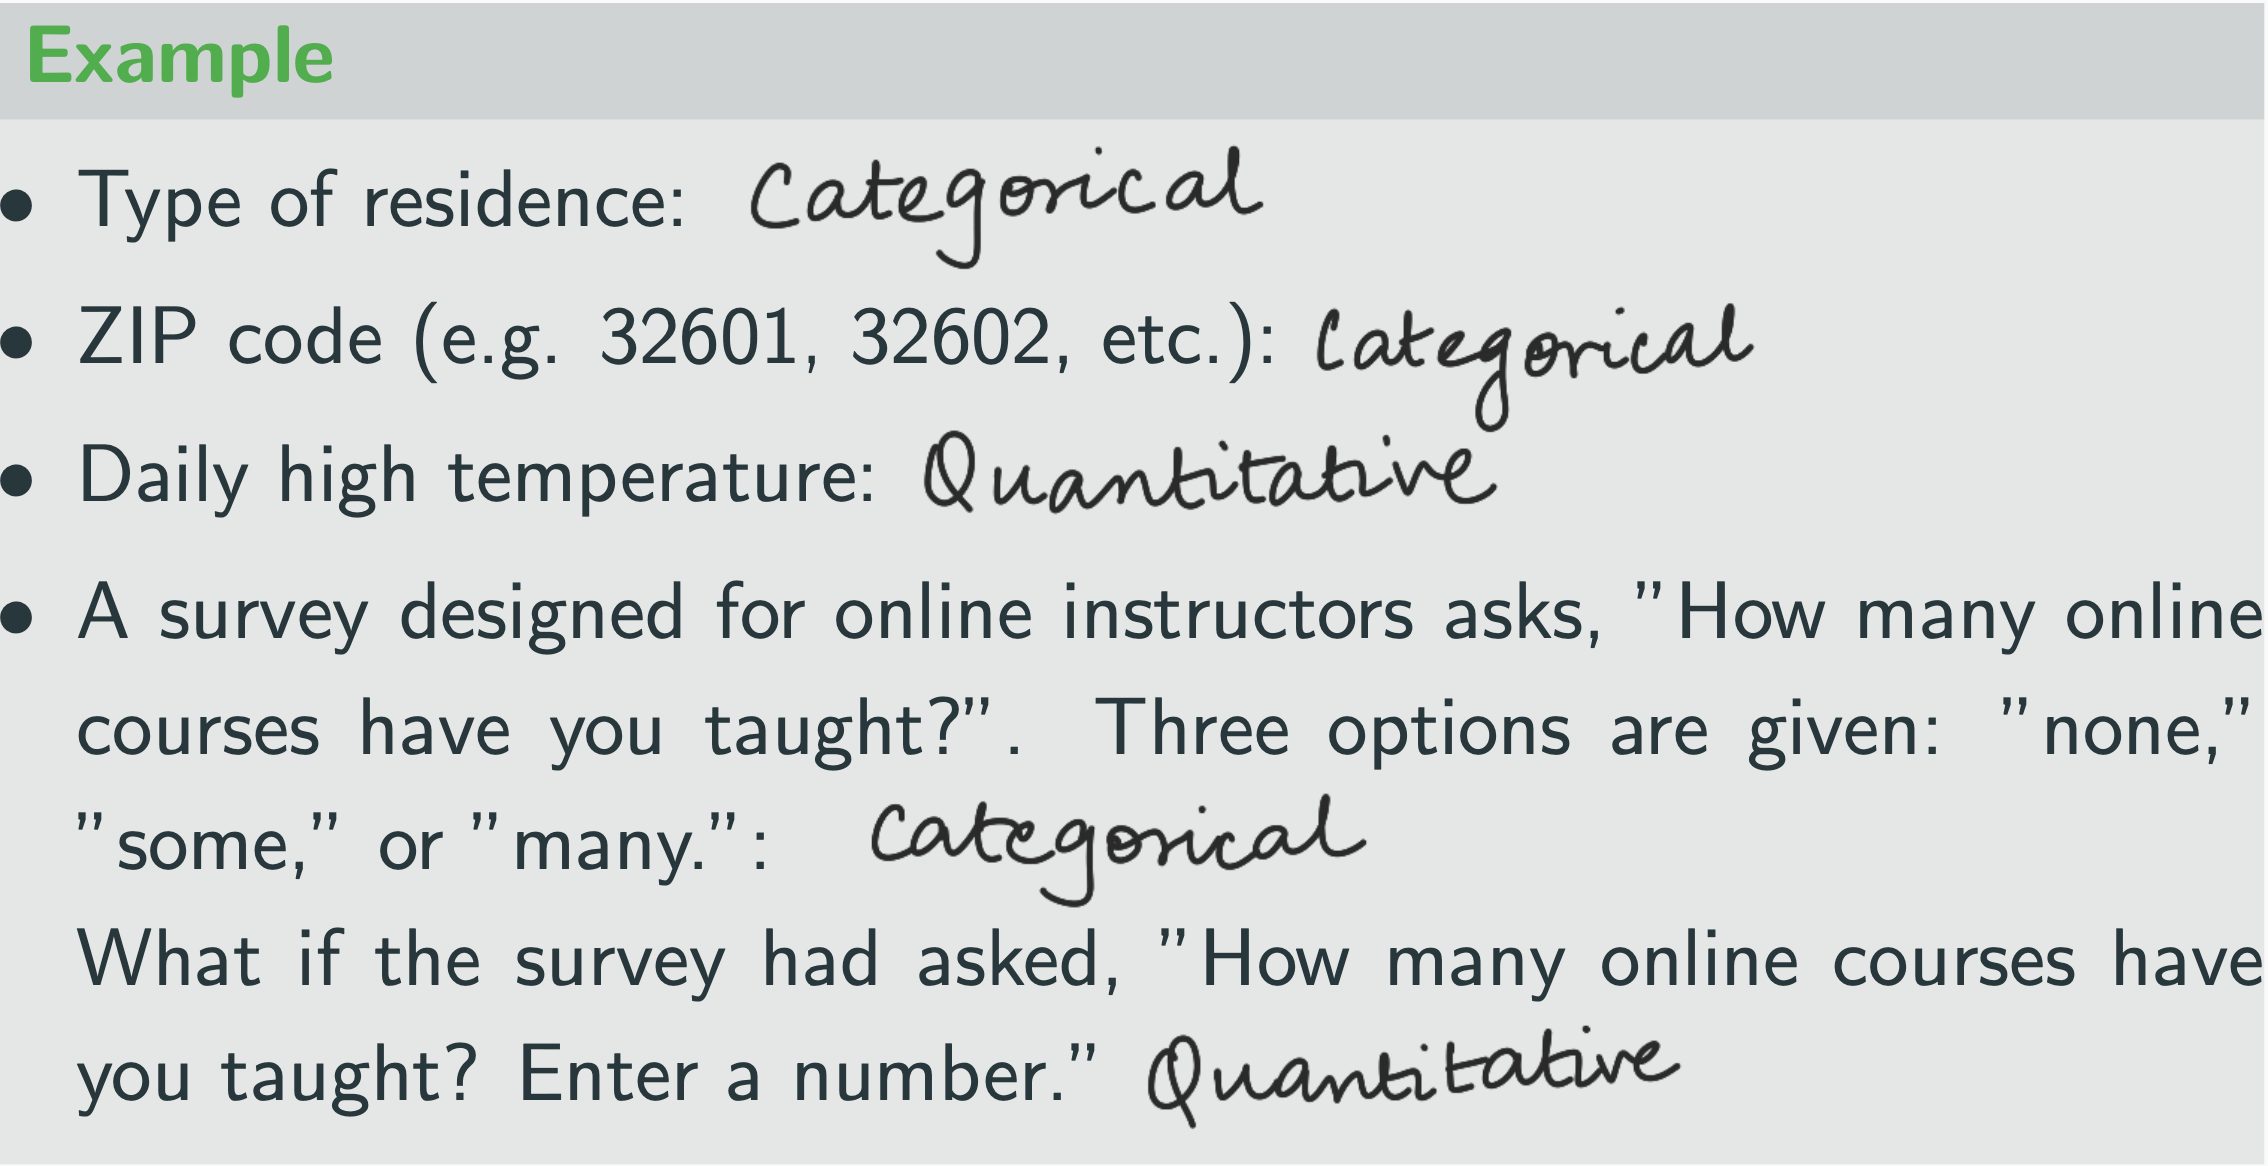 Example
• Type of residence: Categorical
• ZIP code (e.g. 32601, 32602, etc.): Categorical
• Daily high temperature: Quantitative
• A survey designed for online instructors asks, ”How many online
courses have you taught?”. Three options are given: ”none,”
”some,” or ”many.”: Categorical
What if the survey had asked, ”How many online courses have
you taught? Enter a number.” Quantitative